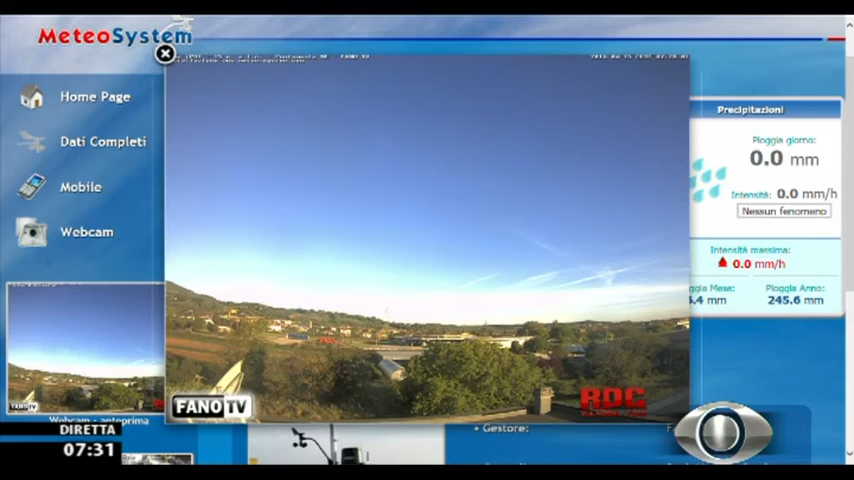 MeteoSystem
Home Page
Dati Completi
Mobile
Webcam
Precipitazioni
Pioggia giorno:
0.0 mm
Intensità: 0.0 mm/h
Nessun fenomeno
Intensità massima:
0.0 mm/h
Pioggia Anno:
245.6 mm
FANO TV
RDG
FANO TV
Webcam - anteprima
DIRETTA
07:31
• Gestore: